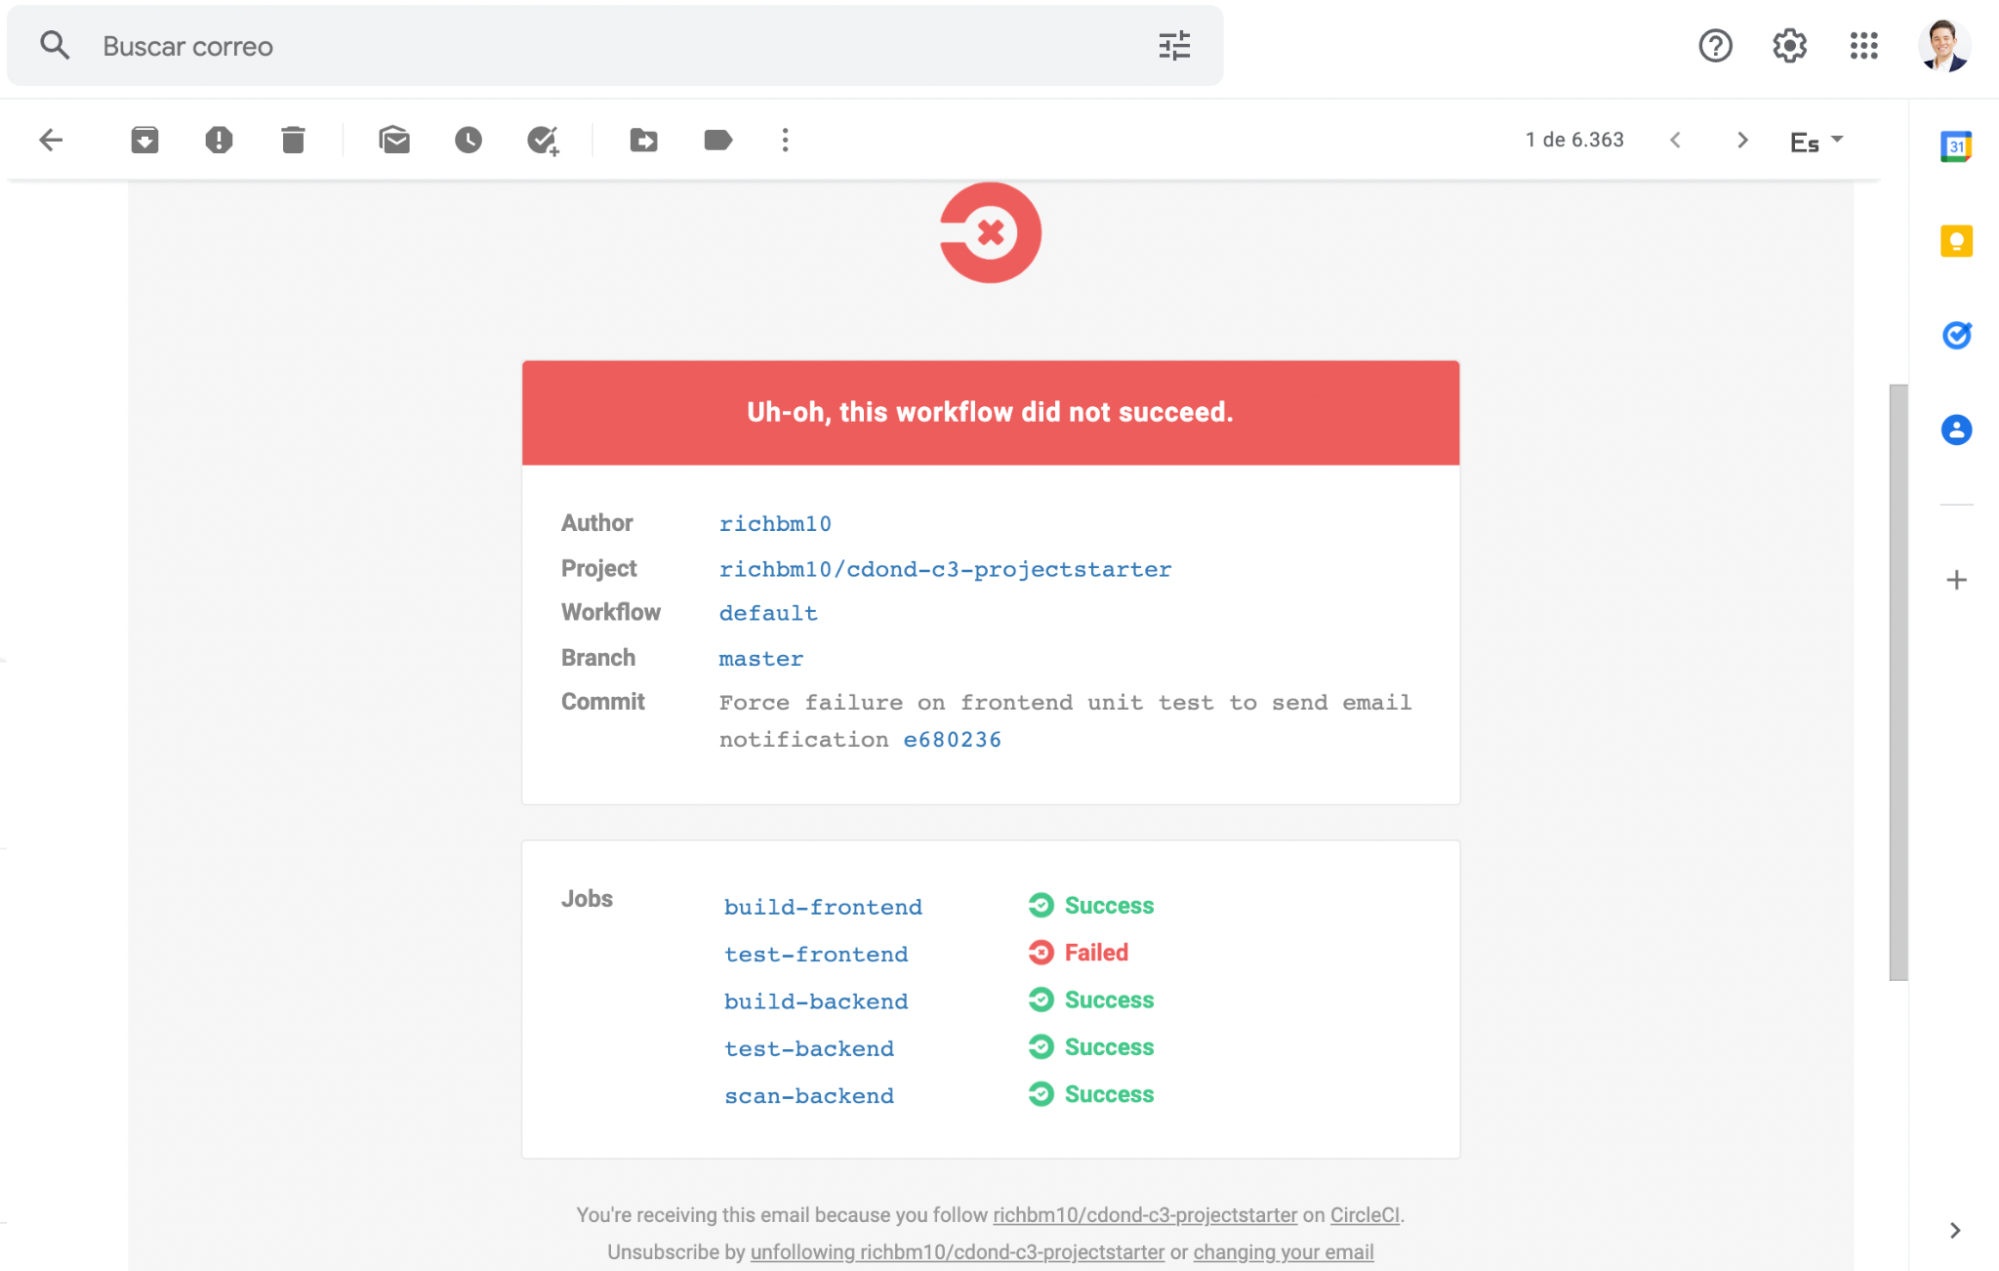 Buscar correo
1 de 6.363
Es
31
Uh-oh, this workflow did not succeed.
Author richbm10
Project richbm10/cdond-c3-projectstarter
Workflow default
Branch master
Commit Force failure on frontend unit test to send email
notification e680236
Jobs
build-frontend Success
test-frontend Failed
build-backend Success
test-backend Success
scan-backend Success
You're receiving this email because you follow richbm10/cdond-c3-projectstarter on CircleCI.
Unsubscribe by unfollowing richbm10/cdond-c3-projectstarter or changing your email